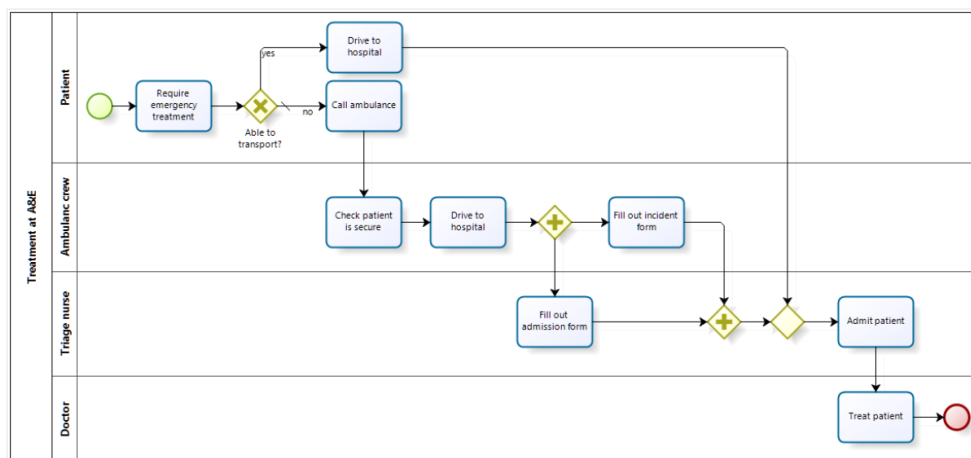 Treatment at A&E
Patient
Require
emergency
treatment
Able to
transport?
yes
no
Drive to
hospital
Call ambulance
Ambulanc crew
Check patient
is secure
Drive to
hospital
Fill out incident
form
Triage nurse
Fill out
admission form
Admit patient
Doctor
Treat patient